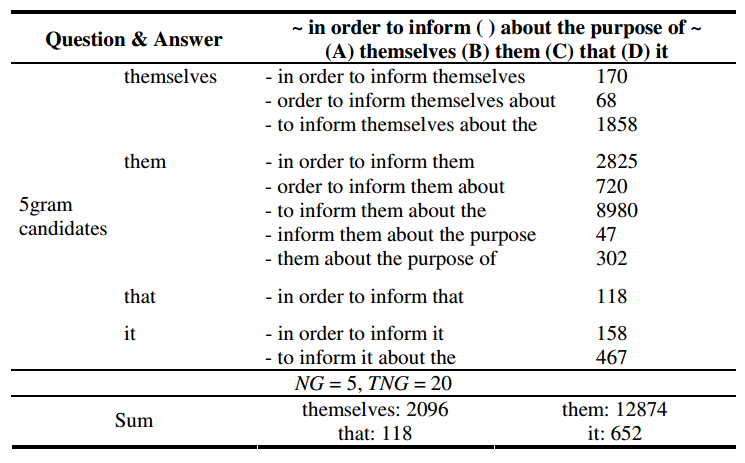 Question & Answer
~ in order to inform ( ) about the purpose of ~
(A) themselves (B) them (C) that (D) it
5gram candidates
themselves
- in order to inform themselves 170
- order to inform themselves about 68
- to inform themselves about the 1858
them
- in order to inform them 2825
- order to inform them about 720
- to inform them about the 8980
- inform them about the purpose 47
- them about the purpose of 302
that
- in order to inform that 118
it
- in order to inform it 158
- to inform it about the 467
NG = 5, TNG = 20
Sum
themselves: 2096 them: 12874
that: 118 it: 652